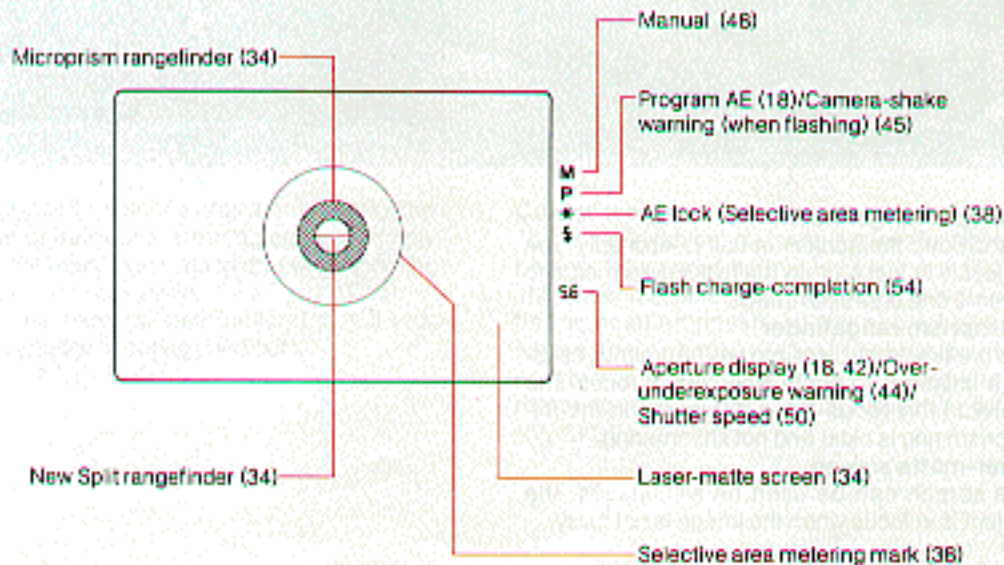 Manual (46)
Microprism rangefinder (34)
Program AE (18)/Camera-shake
warning (when flashing) (45)
M
P
*
AE lock (Selective area metering) (38)
Flash charge-completion (54)
5.6
Aperture display (18, 42)/Over-
underexposure warning (44)/
Shutter speed (50)
New Split rangefinder (34)
Laser-matte screen (34)
Selective area metering mark (36)